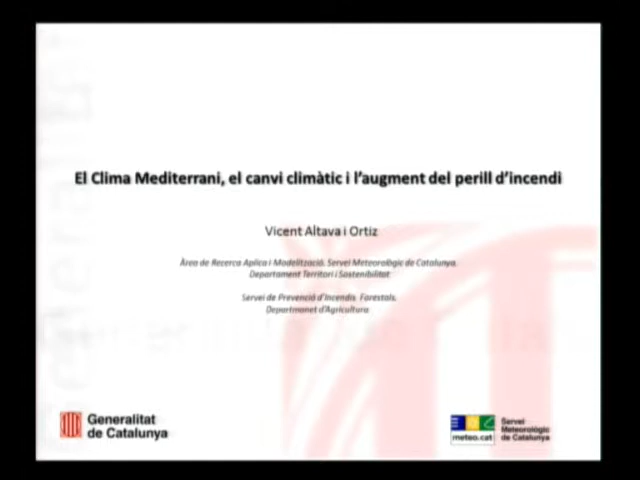 El Clima Mediterrani, el canvi climàtic i l'augment del perill d'incendi
Vicent Altava i Ortiz
Àrea de Recerca Aplica i Modelització. Servei Meteorològic de Catalunya.
Departament Territori i Sostenibilitat
Servei de Prevenció d'Incendis Forestals.
Departmanet d'Agricultura
Generalitat
de Catalunya
meteo.cat
Servei
Meteorològic
de Catalunya